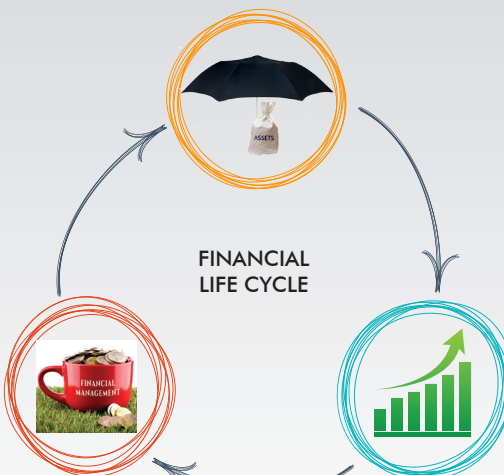 ASSETS
FINANCIAL
LIFE CYCLE
FINANCIAL
MANAGEMENT